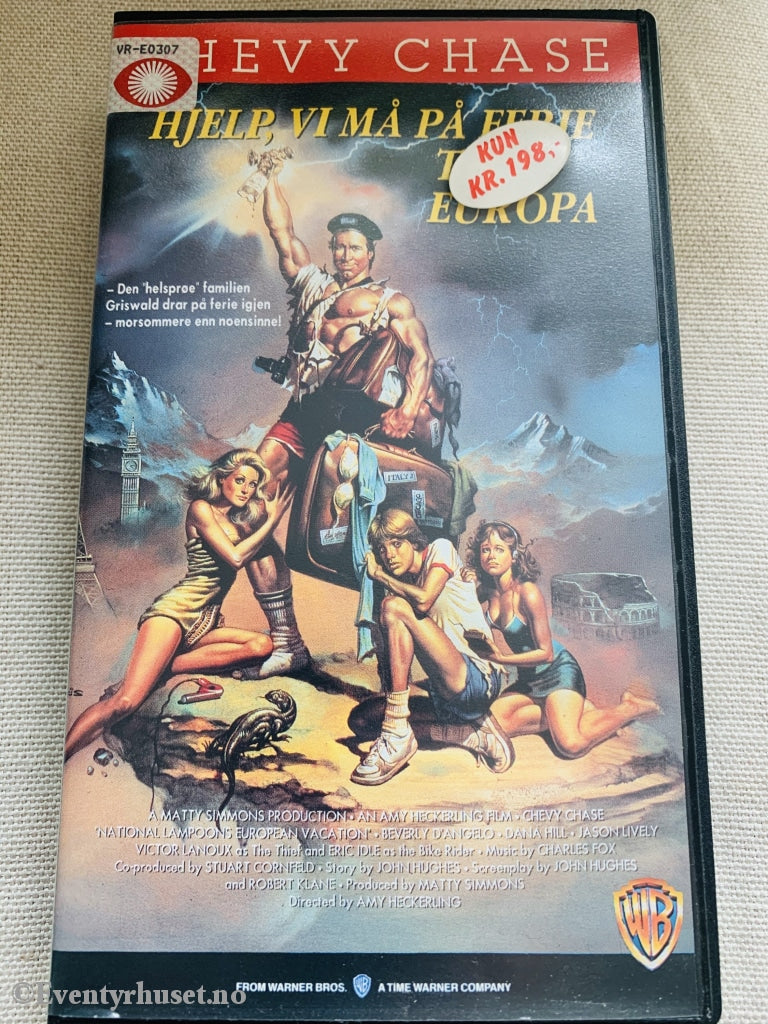 VR-E0307
HEVY CHASE
HJELP, VI MÅ PÅ FERIE
T
EUROPA
KUN
KR. 198,-
– Den "helsprøe" familien
Griswald drar på ferie igjen
– morsommere enn noensinne!
ITALY
A MATTY SIMMONS PRODUCTION • AN AMY HECKERLING FILM • CHEVY CHASE
'NATIONAL LAMPOONS EUROPEAN VACATION' • BEVERLY D'ANGELO • DANA HILL • JASON LIVELY
VICTOR LANOUX as The Thief and ERIC IDLE as the Bike Rider • Music by CHARLES FOX
Co-produced by STUART CORNFELD • Story by JOHN HUGHES • Screenplay by JOHN HUGHES
and ROBERT KLANE • Produced by MATTY SIMMONS
Directed by AMY HECKERLING
WB
FROM WARNER BROS. WB A TIME WARNER COMPANY
©Eventyrhuset.no